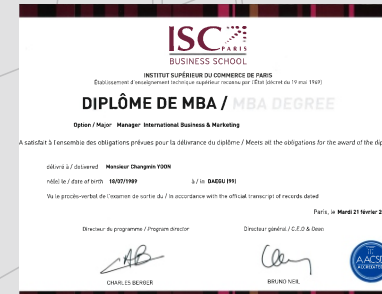 ISC
PARIS
BUSINESS SCHOOL
INSTITUT SUPÉRIEUR DU COMMERCE DE PARIS
Établissement d'enseignement technique supérieur reconnu par l'État (décret du 19 mai 1969)
DIPLÔME DE MBA / MBA DEGREE
Option / Major Manager International Business & Marketing
A satisfait à l'ensemble des obligations prévues pour la délivrance du diplôme / Meets all the obligations for the award of the
délivré à / delivered Monsieur Changmin YOON
né(e) le / date of birth 18/07/1989 à / in DAEGU (99)
Vu le procès-verbal de l'examen de sortie du / In accordance with the official transcript of records dated
Paris, le Mardi 21 février
Directeur du programme / Program director
Directeur général / C.E.O & Dean
CHARLES BERGER
BRUNO NEIL
AACSB
ACCREDITED